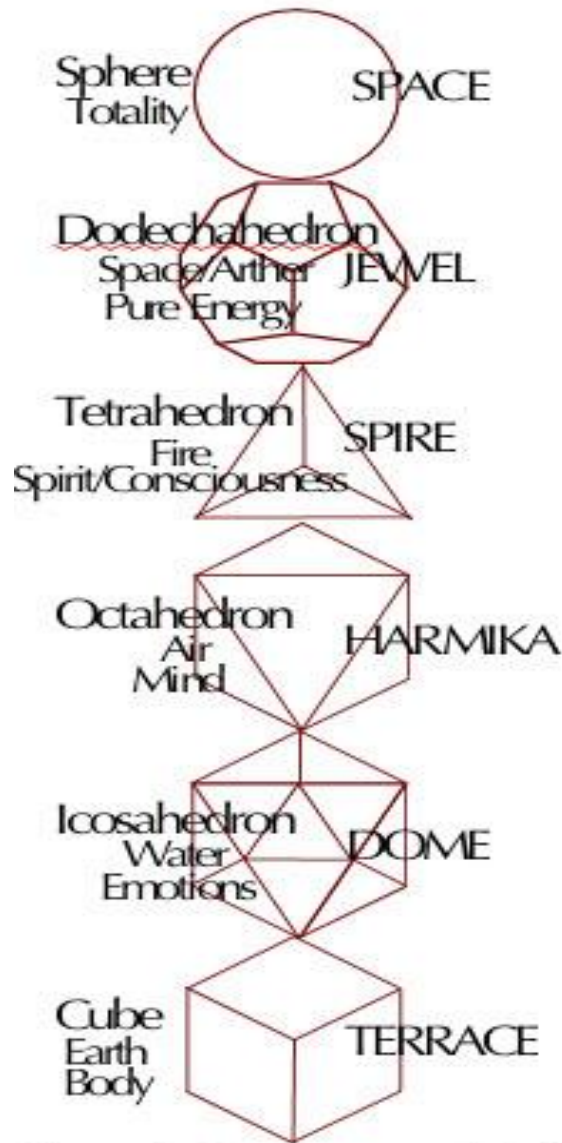 Sphere SPACE
Totality
Dodechahedron
Space/Arther JEWEL
Pure Energy
Tetrahedron SPIRE
Fire
Spirit/Consciousness
Octahedron HARMIKA
Air
Mind
Icosahedron
Water DOME
Emotions
Cube TERRACE
Earth
Body